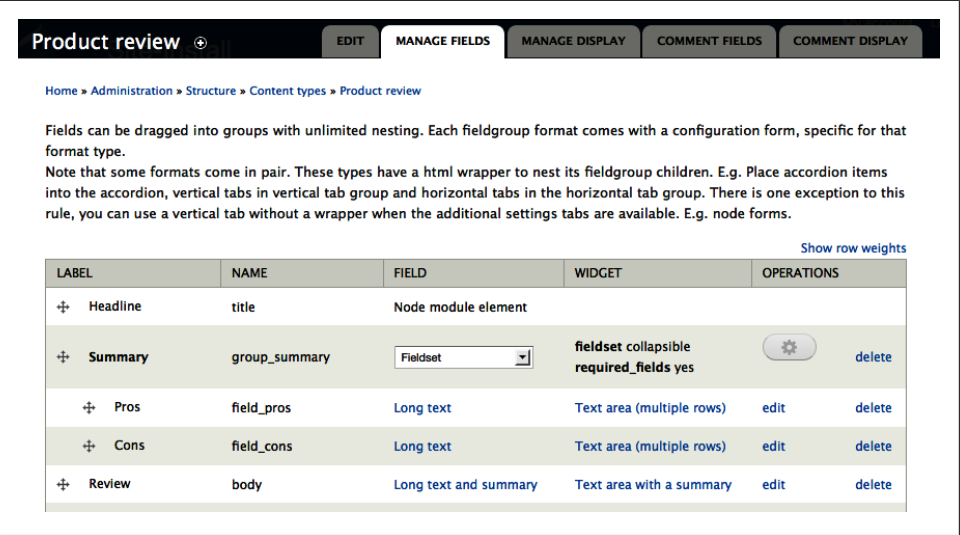 Product review
EDIT
MANAGE FIELDS
MANAGE DISPLAY
COMMENT FIELDS
COMMENT DISPLAY
Home » Administration » Structure » Content types » Product review
Fields can be dragged into groups with unlimited nesting. Each fieldgroup format comes with a configuration form, specific for that
format type.
Note that some formats come in pair. These types have a html wrapper to nest its fieldgroup children. E.g. Place accordion items
into the accordion, vertical tabs in vertical tab group and horizontal tabs in the horizontal tab group. There is one exception to this
rule, you can use a vertical tab without a wrapper when the additional settings tabs are available. E.g. node forms.
Show row weights
LABEL NAME FIELD WIDGET OPERATIONS
Headline title Node module element
Summary group_summary Fieldset fieldset collapsible
required_fields yes delete
Pros field_pros Long text Text area (multiple rows) edit delete
Cons field_cons Long text Text area (multiple rows) edit delete
Review body Long text and summary Text area with a summary edit delete